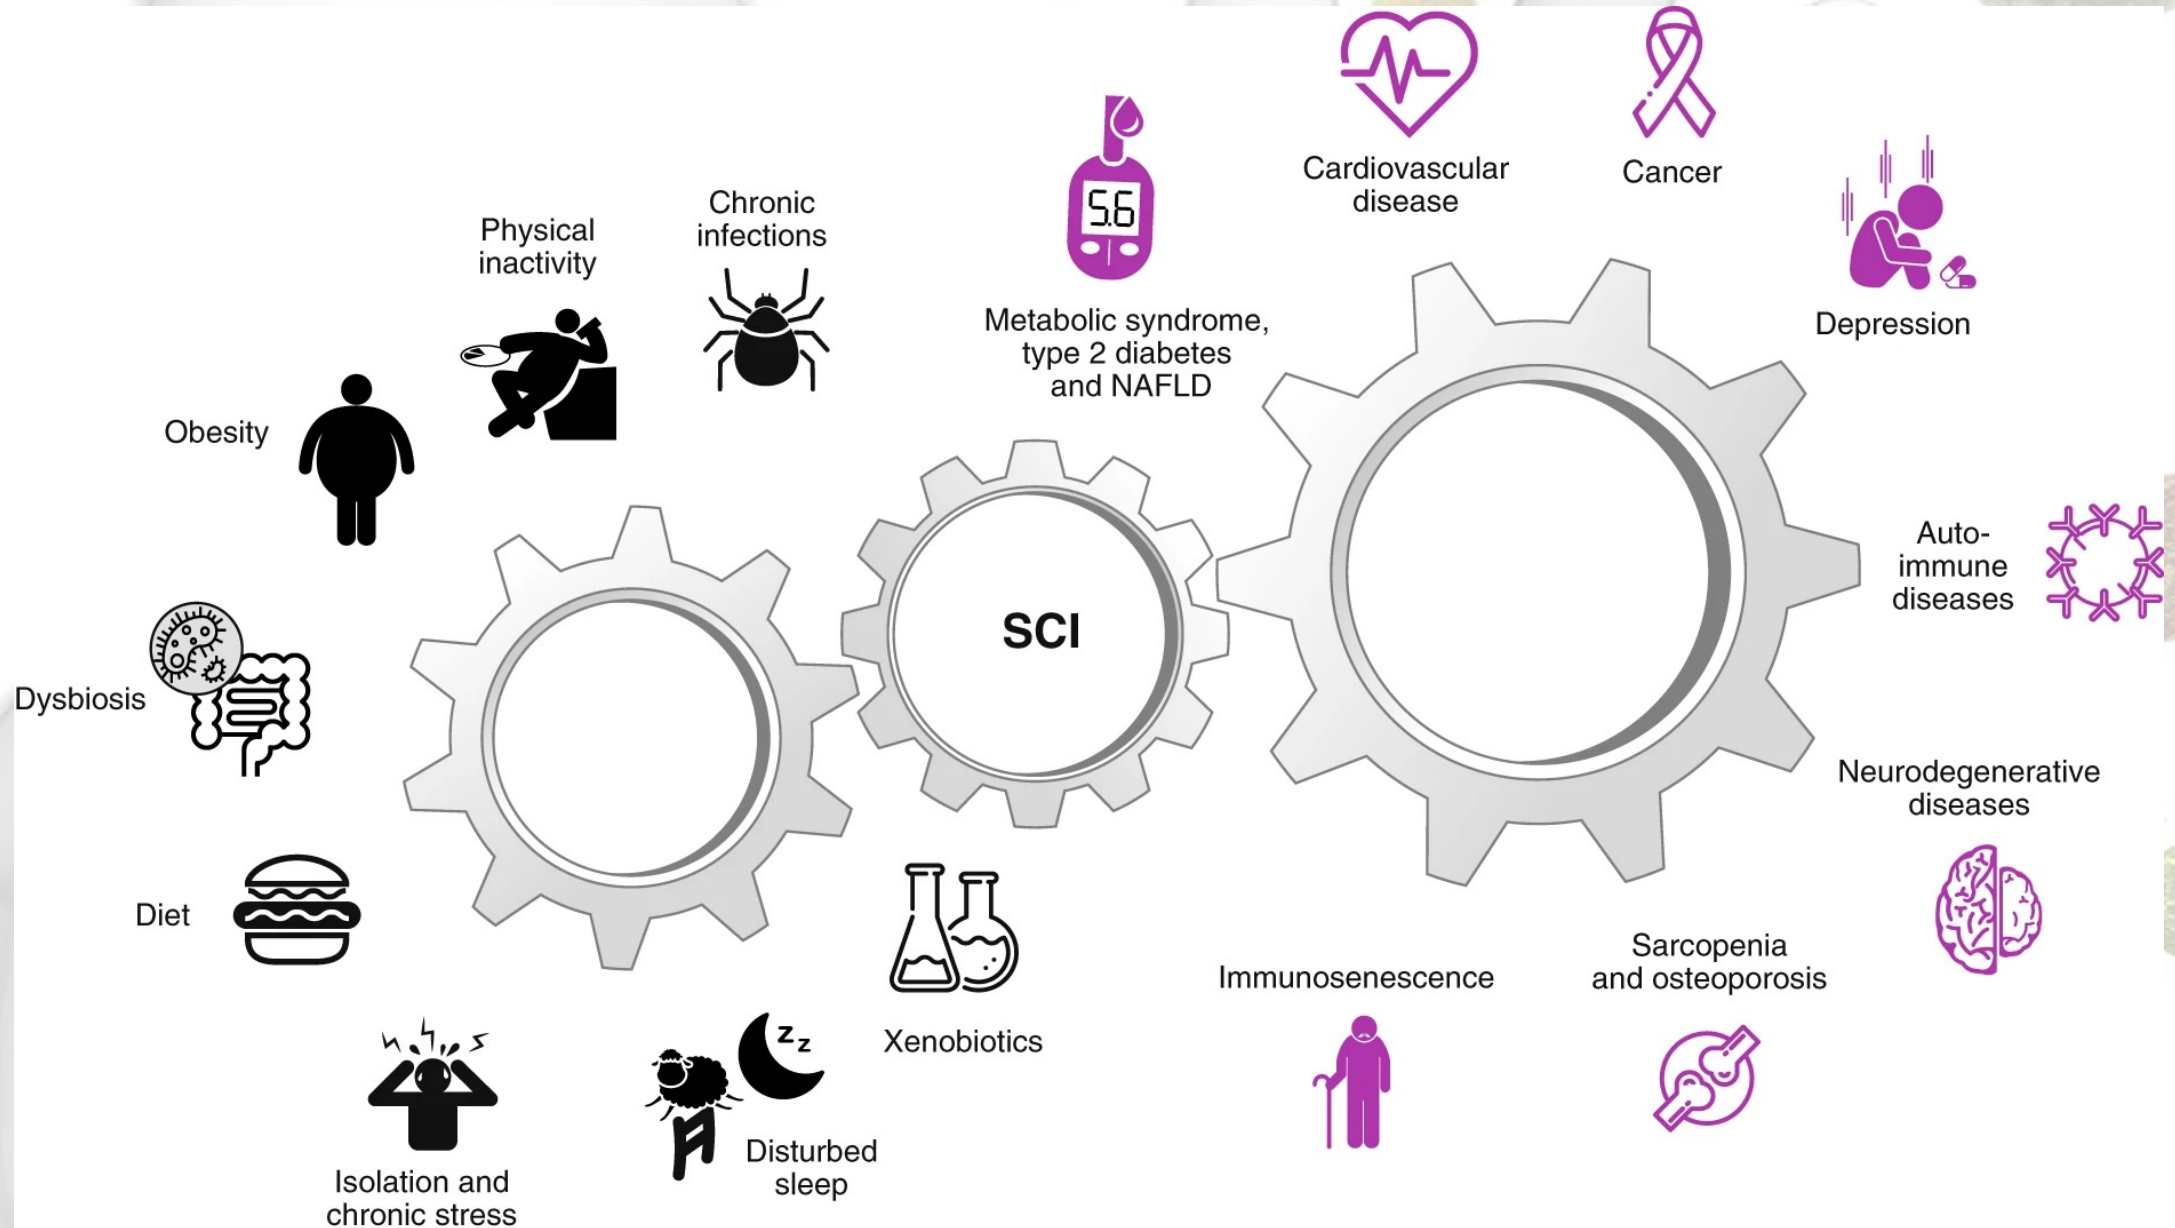 Cardiovascular
disease
Cancer
5.6
Chronic
infections
Physical
inactivity
Metabolic syndrome,
type 2 diabetes
and NAFLD
Depression
Obesity
Auto-
immune
diseases
SCI
Dysbiosis
Neurodegenerative
diseases
Diet
Sarcopenia
and osteoporosis
Immunosenescence
Xenobiotics
z z
Disturbed
sleep
Isolation and
chronic stress